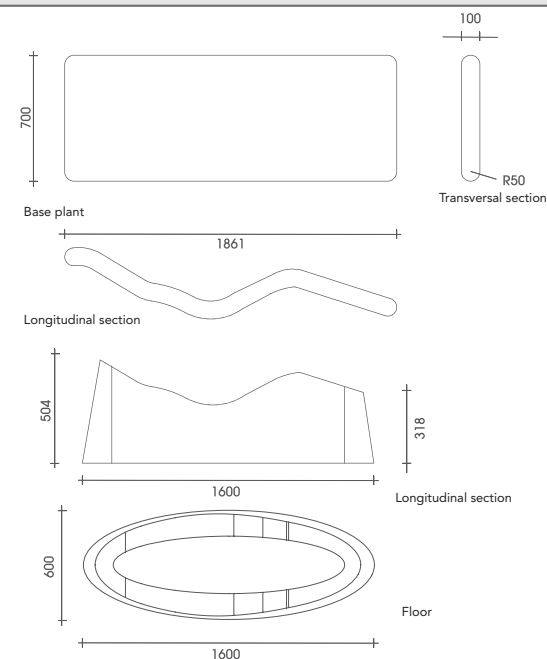 100
700
R50
Transversal section
Base plant
1861
Longitudinal section
504
318
1600
Longitudinal section
600
Floor
1600